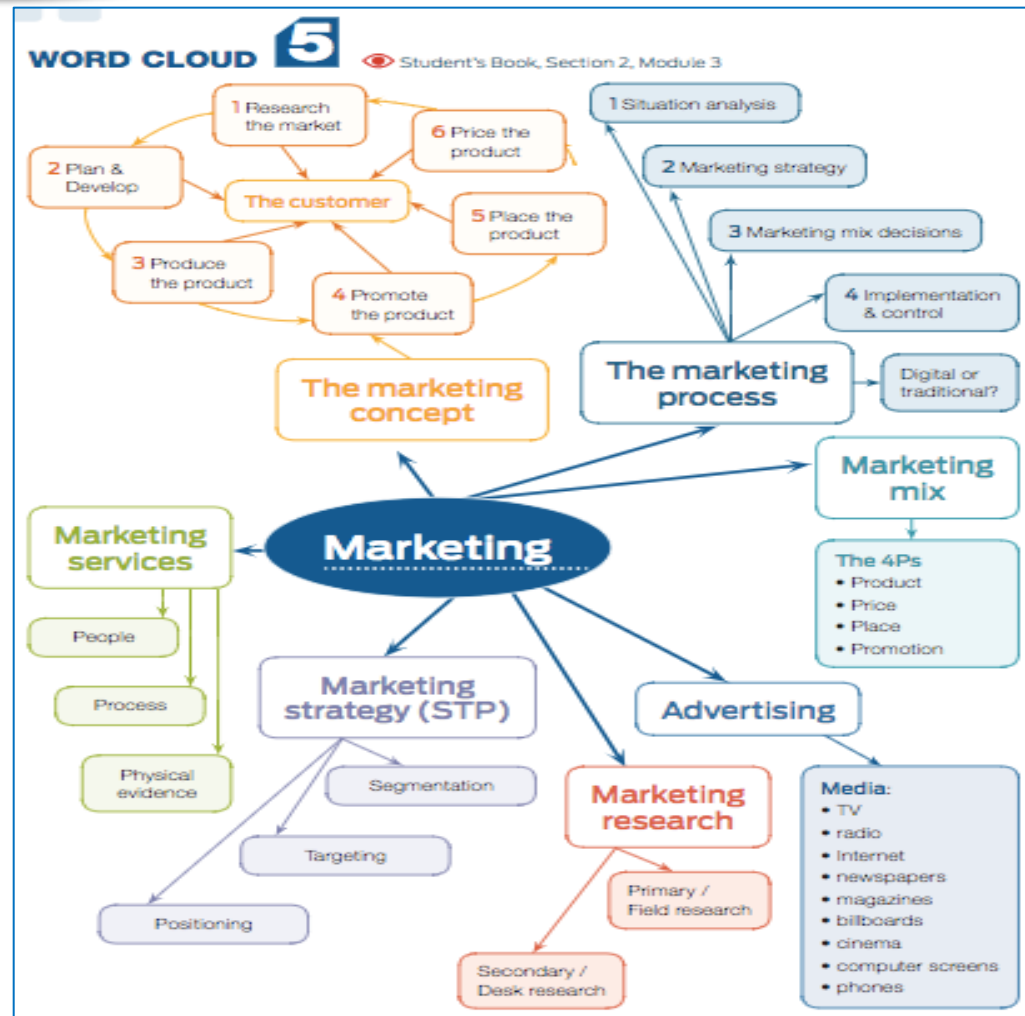 WORD CLOUD 5
Student's Book, Section 2, Module 3
1 Research
the market
2 Plan &
Develop
3 Produce
the product
4 Promote
the product
5 Place the
product
6 Price the
product
The customer
The marketing
concept
1 Situation analysis
2 Marketing strategy
3 Marketing mix decisions
4 Implementation
& control
The marketing
process
Digital or
traditional?
Marketing
mix
The 4Ps
• Product
• Price
• Place
• Promotion
Marketing
Marketing
services
People
Process
Physical
evidence
Marketing
strategy (STP)
Segmentation
Targeting
Positioning
Marketing
research
Primary /
Field research
Secondary /
Desk research
Advertising
Media:
• TV
• radio
• Internet
• newspapers
• magazines
• billboards
• cinema
• computer screens
• phones